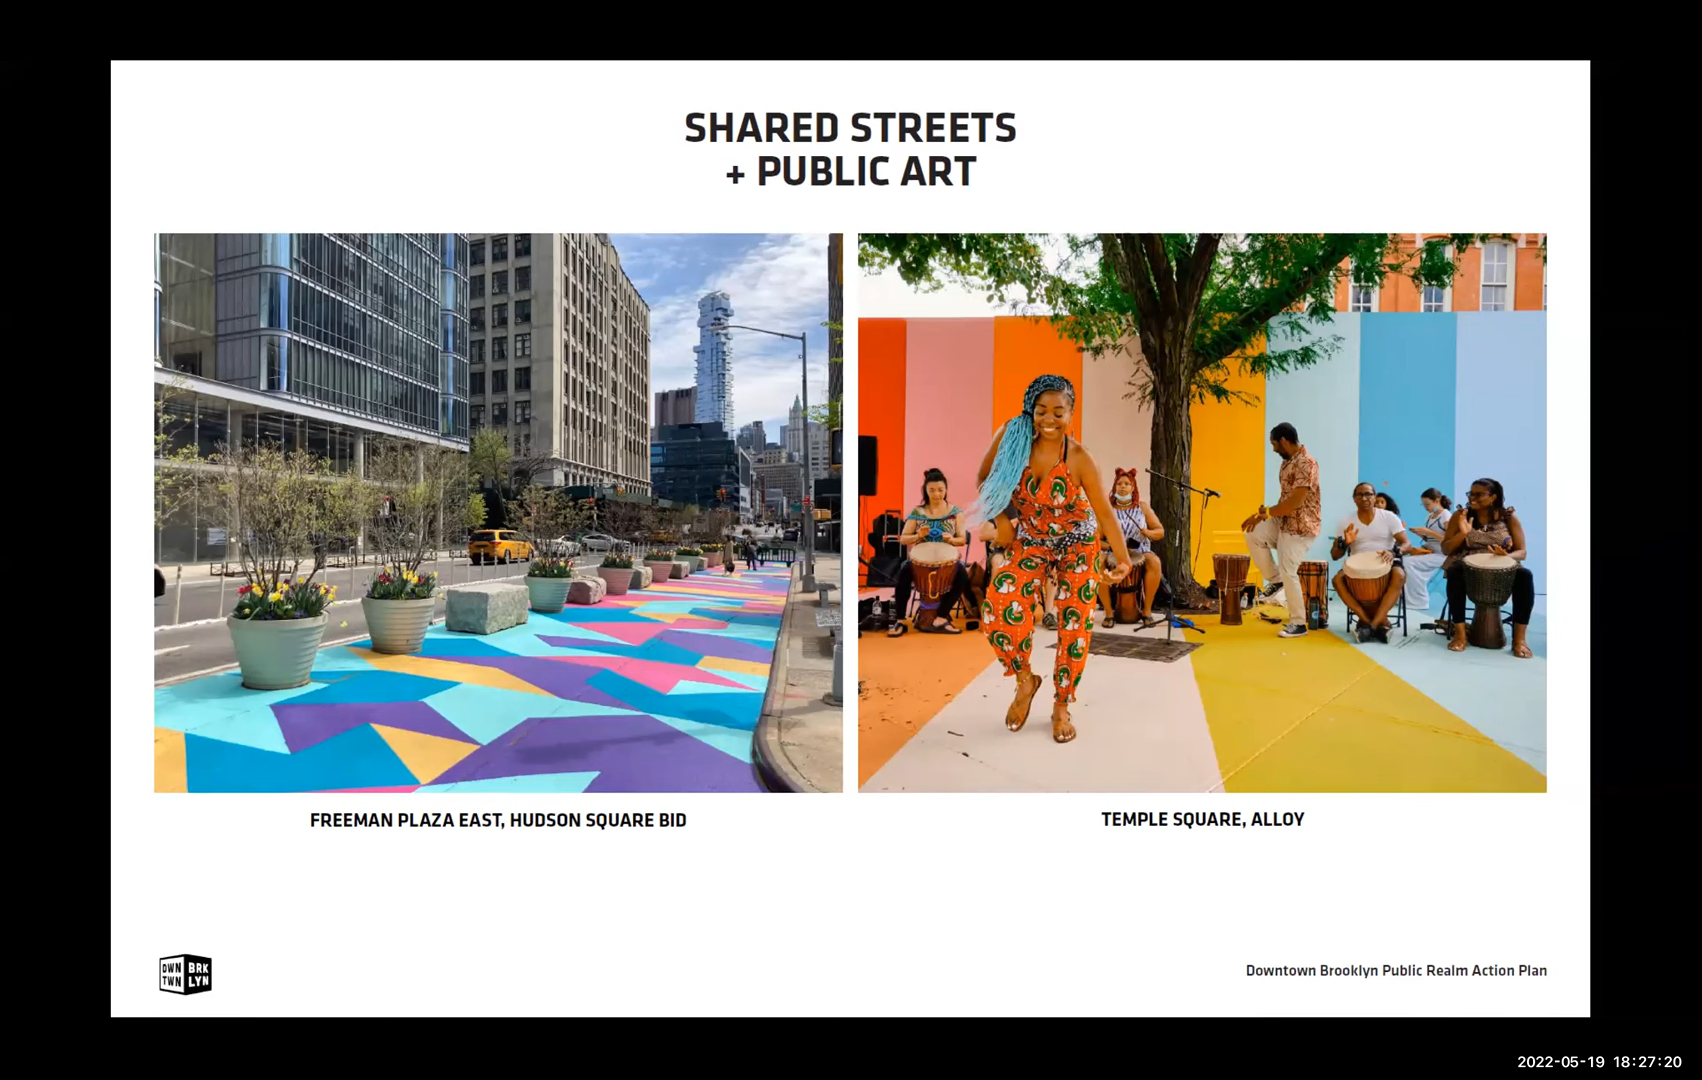 SHARED STREETS
+ PUBLIC ART
FREEMAN PLAZA EAST, HUDSON SQUARE BID
TEMPLE SQUARE, ALLOY
DWN BRK
TWN LYN
Downtown Brooklyn Public Realm Action Plan
2022-05-19 18:27:20